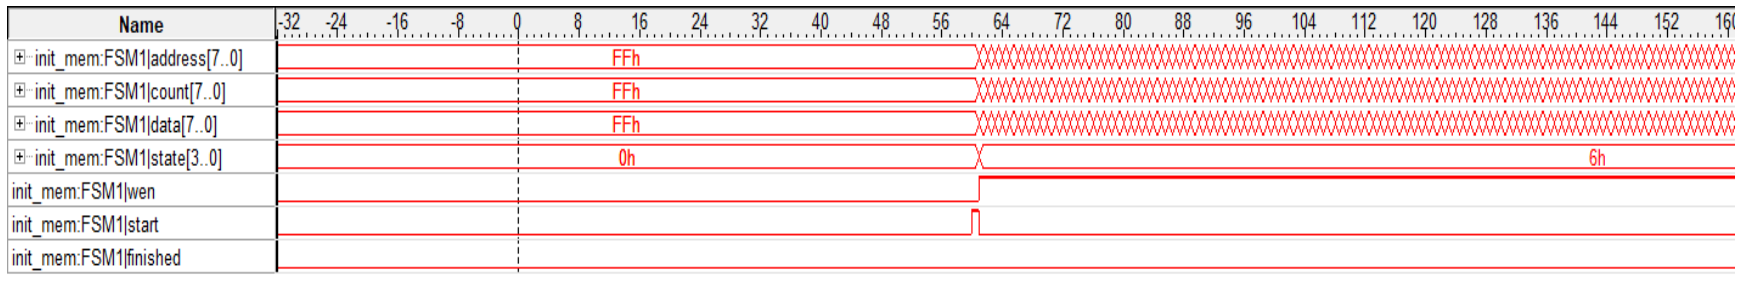 Name -32 -24 -16 -8 0 8 16 24 32 40 48 56 64 72 80 88 96 104 112 120 128 136 144 152 160
init_mem:FSM1|address[7..0] FFh
init_mem:FSM1|count[7..0] FFh
init_mem:FSM1|data[7..0] FFh
init_mem:FSM1|state[3..0] 0h 6h
init_mem:FSM1|wen
init_mem:FSM1|start
init_mem:FSM1|finished